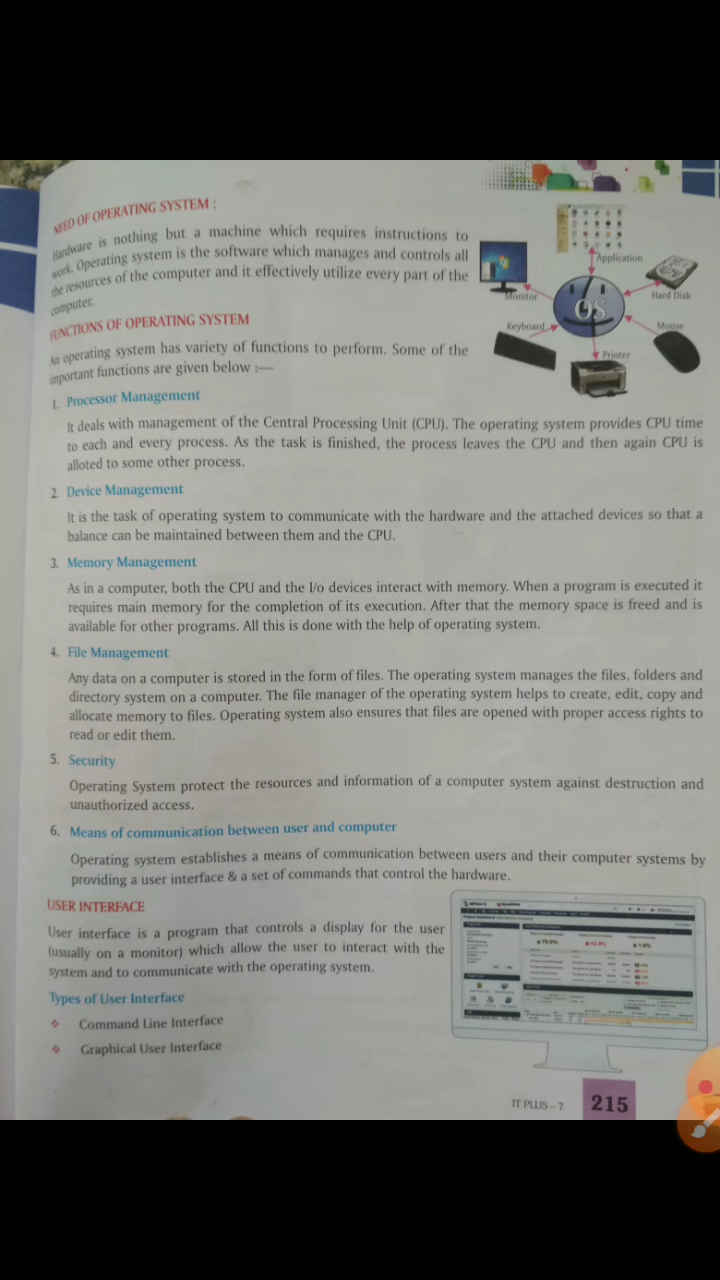 NEED OF OPERATING SYSTEM :
Hardware is nothing but a machine which requires instructions to
work. Operating system is the software which manages and controls all
the resources of the computer and it effectively utilize every part of the
computer.
Application
Monitor
OS
Hard Disk
Keyboard
Mouse
Printer
FUNCTIONS OF OPERATING SYSTEM
An operating system has variety of functions to perform. Some of the
important functions are given below :—
1. Processor Management
It deals with management of the Central Processing Unit (CPU). The operating system provides CPU time
to each and every process. As the task is finished, the process leaves the CPU and then again CPU is
alloted to some other process.
2. Device Management
It is the task of operating system to communicate with the hardware and the attached devices so that a
balance can be maintained between them and the CPU.
3. Memory Management
As in a computer, both the CPU and the I/o devices interact with memory. When a program is executed it
requires main memory for the completion of its execution. After that the memory space is freed and is
available for other programs. All this is done with the help of operating system.
4. File Management
Any data on a computer is stored in the form of files. The operating system manages the files, folders and
directory system on a computer. The file manager of the operating system helps to create, edit, copy and
allocate memory to files. Operating system also ensures that files are opened with proper access rights to
read or edit them.
5. Security
Operating System protect the resources and information of a computer system against destruction and
unauthorized access.
6. Means of communication between user and computer
Operating system establishes a means of communication between users and their computer systems by
providing a user interface & a set of commands that control the hardware.
USER INTERFACE
User interface is a program that controls a display for the user
(usually on a monitor) which allow the user to interact with the
system and to communicate with the operating system.
Types of User Interface
❖ Command Line Interface
❖ Graphical User Interface
IT PLUS – 7
215